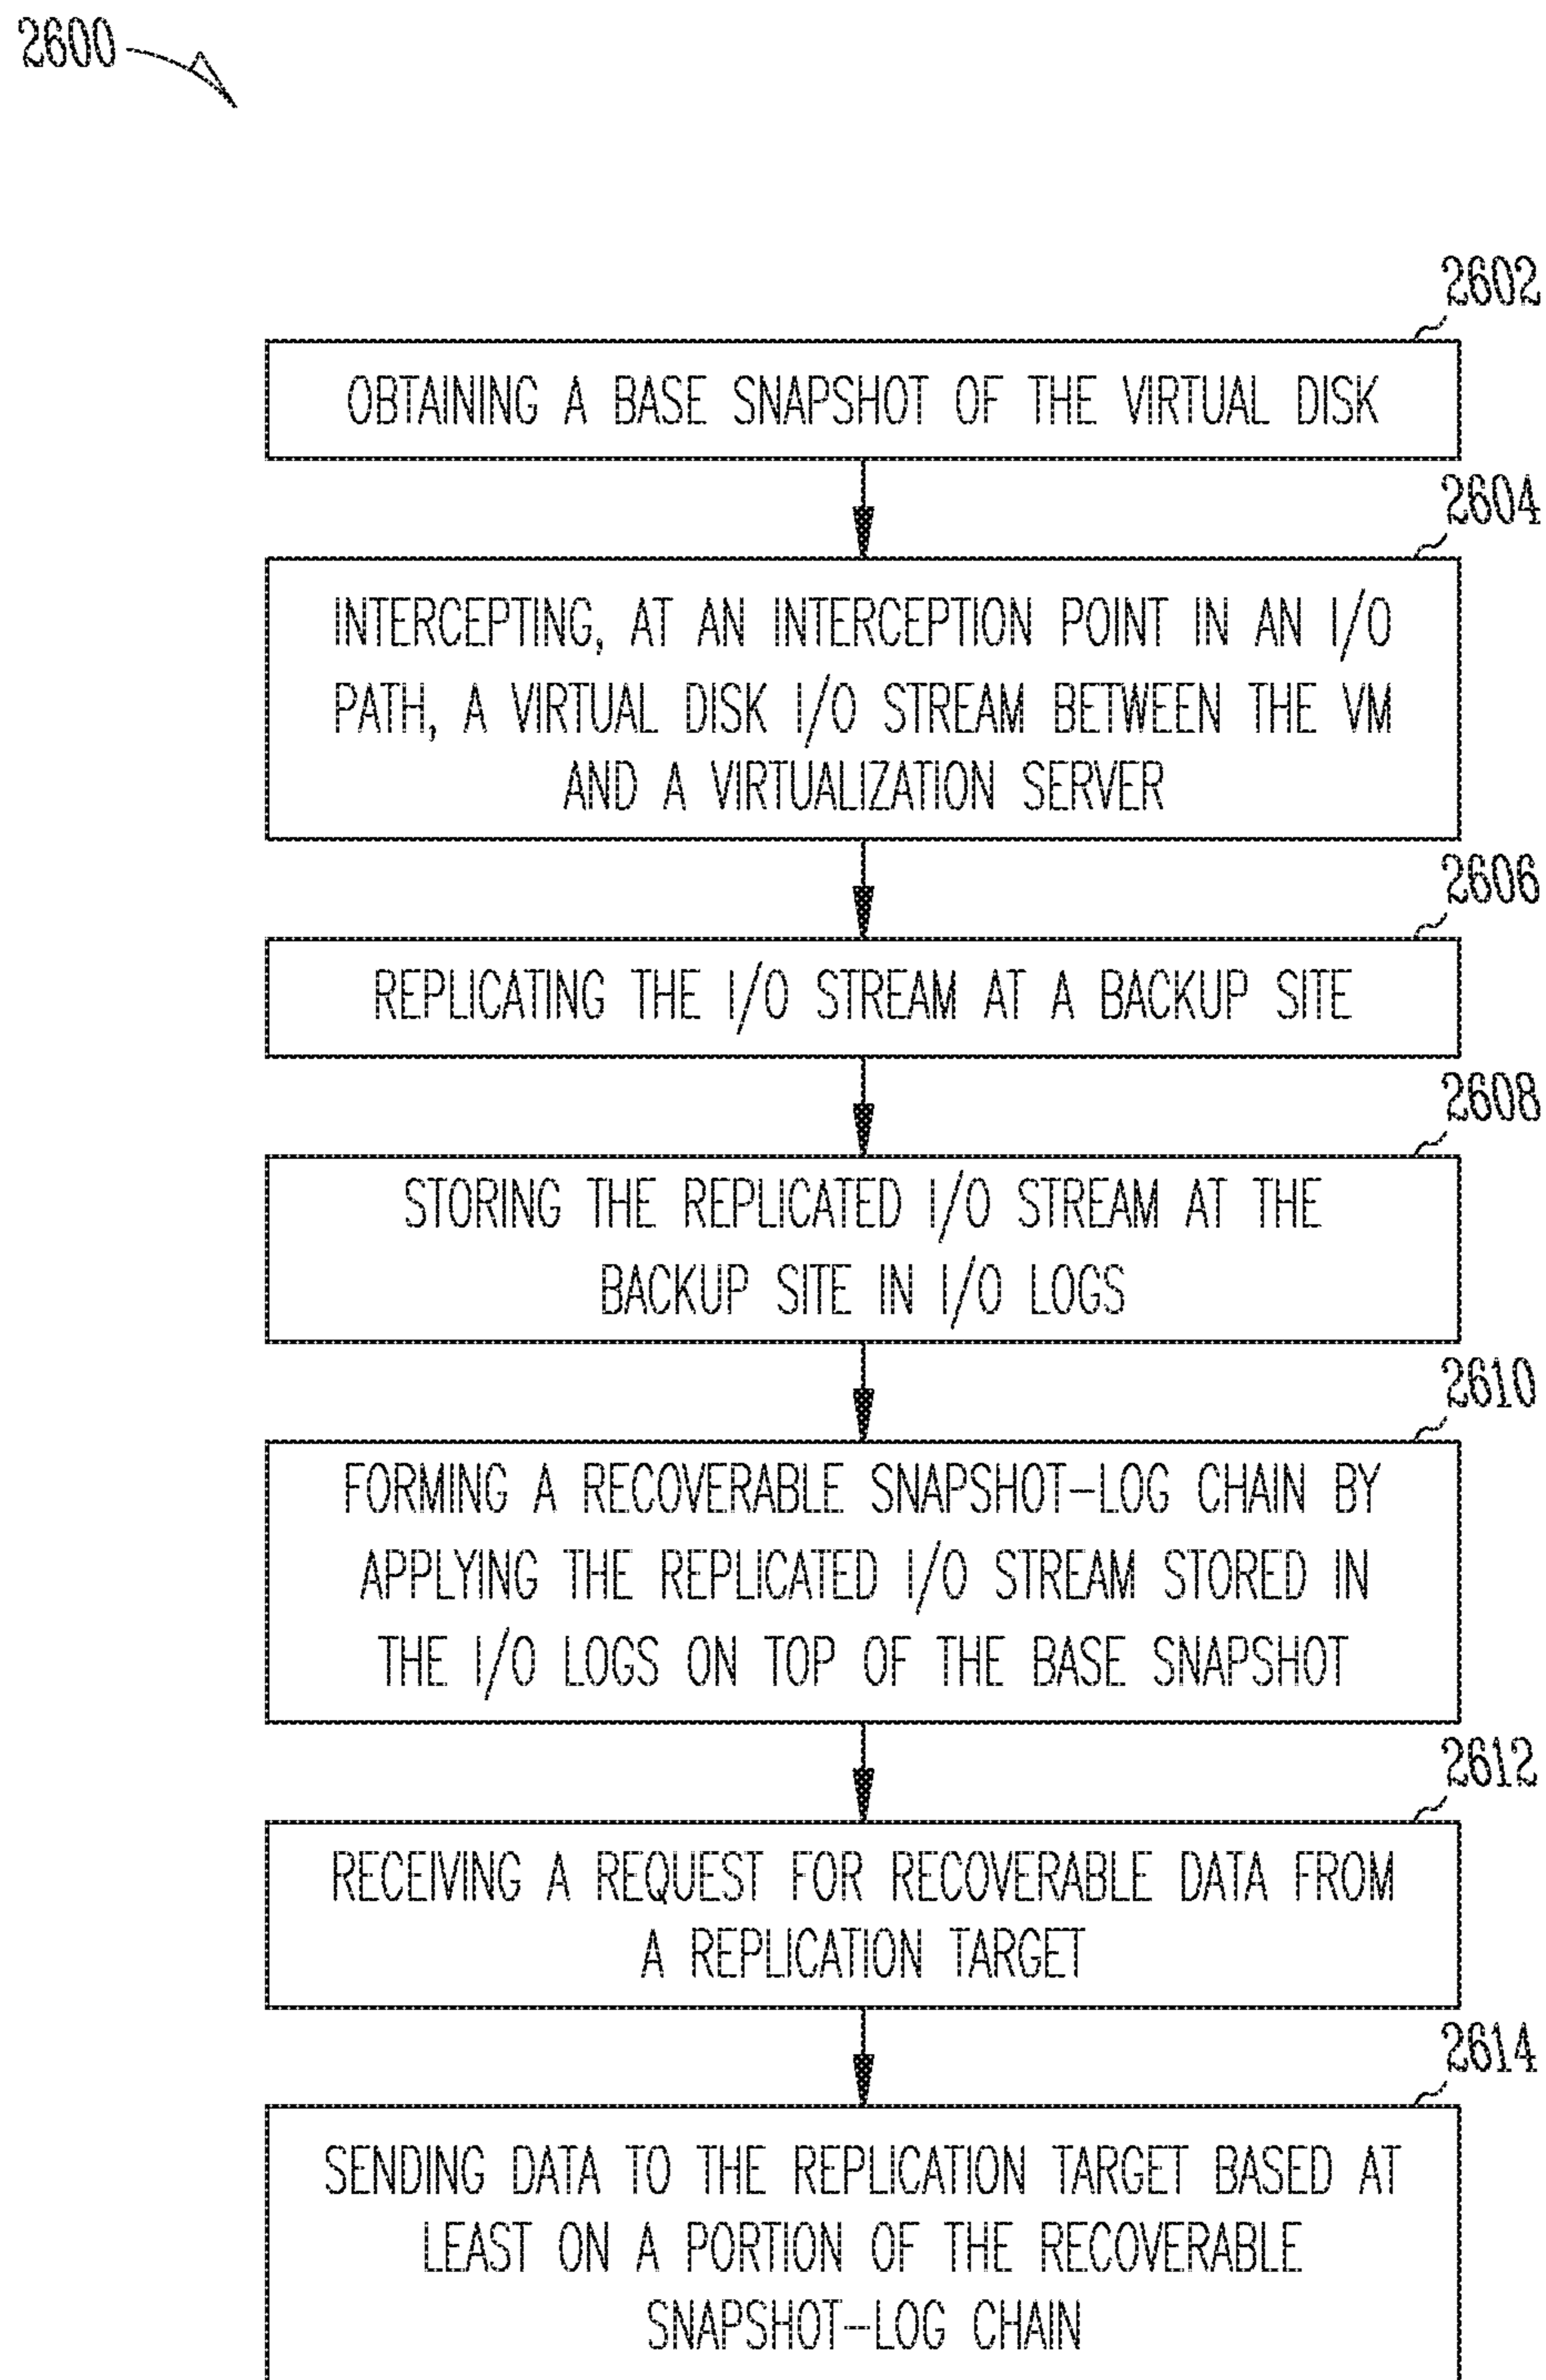 2600
2602
OBTAINING A BASE SNAPSHOT OF THE VIRTUAL DISK
2604
INTERCEPTING, AT AN INTERCEPTION POINT IN AN I/O
PATH, A VIRTUAL DISK I/O STREAM BETWEEN THE VM
AND A VIRTUALIZATION SERVER
2606
REPLICATING THE I/O STREAM AT A BACKUP SITE
2608
STORING THE REPLICATED I/O STREAM AT THE
BACKUP SITE IN I/O LOGS
2610
FORMING A RECOVERABLE SNAPSHOT-LOG CHAIN BY
APPLYING THE REPLICATED I/O STREAM STORED IN
THE I/O LOGS ON TOP OF THE BASE SNAPSHOT
2612
RECEIVING A REQUEST FOR RECOVERABLE DATA FROM
A REPLICATION TARGET
2614
SENDING DATA TO THE REPLICATION TARGET BASED AT
LEAST ON A PORTION OF THE RECOVERABLE
SNAPSHOT-LOG CHAIN